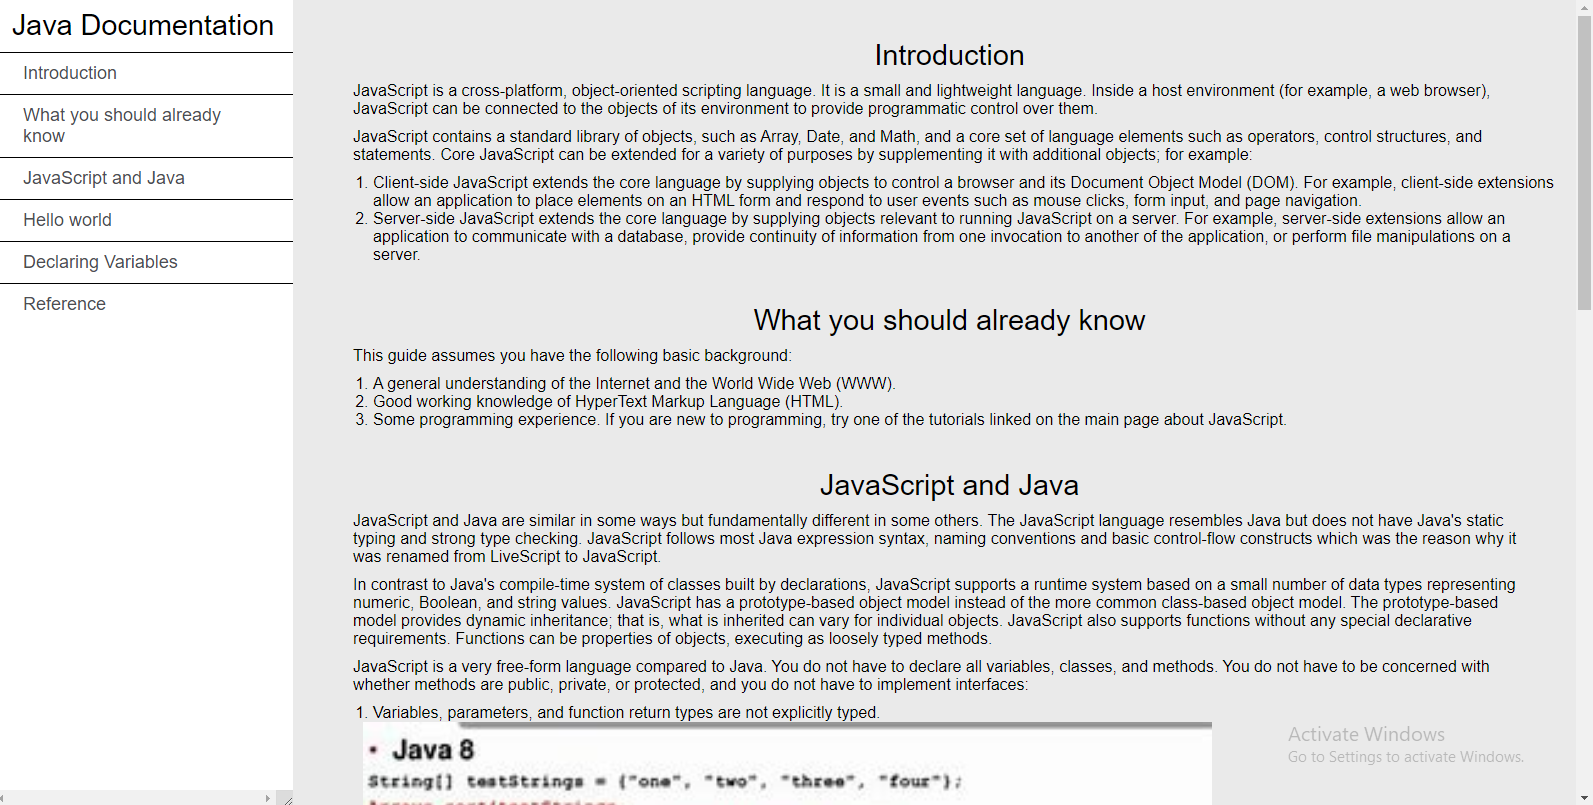 Java Documentation
Introduction
What you should already
know
JavaScript and Java
Hello world
Declaring Variables
Reference
Introduction
JavaScript is a cross-platform, object-oriented scripting language. It is a small and lightweight language. Inside a host environment (for example, a web browser),
JavaScript can be connected to the objects of its environment to provide programmatic control over them.
JavaScript contains a standard library of objects, such as Array, Date, and Math, and a core set of language elements such as operators, control structures, and
statements. Core JavaScript can be extended for a variety of purposes by supplementing it with additional objects; for example:
1. Client-side JavaScript extends the core language by supplying objects to control a browser and its Document Object Model (DOM). For example, client-side extensions
allow an application to place elements on an HTML form and respond to user events such as mouse clicks, form input, and page navigation.
2. Server-side JavaScript extends the core language by supplying objects relevant to running JavaScript on a server. For example, server-side extensions allow an
application to communicate with a database, provide continuity of information from one invocation to another of the application, or perform file manipulations on a
server.
What you should already know
This guide assumes you have the following basic background:
1. A general understanding of the Internet and the World Wide Web (WWW).
2. Good working knowledge of HyperText Markup Language (HTML).
3. Some programming experience. If you are new to programming, try one of the tutorials linked on the main page about JavaScript.
JavaScript and Java
JavaScript and Java are similar in some ways but fundamentally different in some others. The JavaScript language resembles Java but does not have Java's static
typing and strong type checking. JavaScript follows most Java expression syntax, naming conventions and basic control-flow constructs which was the reason why it
was renamed from LiveScript to JavaScript.
In contrast to Java's compile-time system of classes built by declarations, JavaScript supports a runtime system based on a small number of data types representing
numeric, Boolean, and string values. JavaScript has a prototype-based object model instead of the more common class-based object model. The prototype-based
model provides dynamic inheritance; that is, what is inherited can vary for individual objects. JavaScript also supports functions without any special declarative
requirements. Functions can be properties of objects, executing as loosely typed methods.
JavaScript is a very free-form language compared to Java. You do not have to declare all variables, classes, and methods. You do not have to be concerned with
whether methods are public, private, or protected, and you do not have to implement interfaces:
1. Variables, parameters, and function return types are not explicitly typed.
• Java 8
String[] testStrings = {"one", "two", "three", "four"};
Activate Windows
Go to Settings to activate Windows.